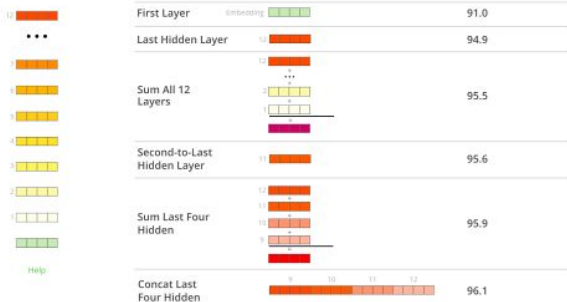 12
•••
7
6
5
4
3
2
1
Help
First Layer Embedding 91.0
Last Hidden Layer 12 94.9
12
•••
2
1
Sum All 12
Layers
95.5
Second-to-Last
Hidden Layer
11
95.6
12
11
10
9
Sum Last Four
Hidden
95.9
9 10 11 12
Concat Last
Four Hidden
96.1